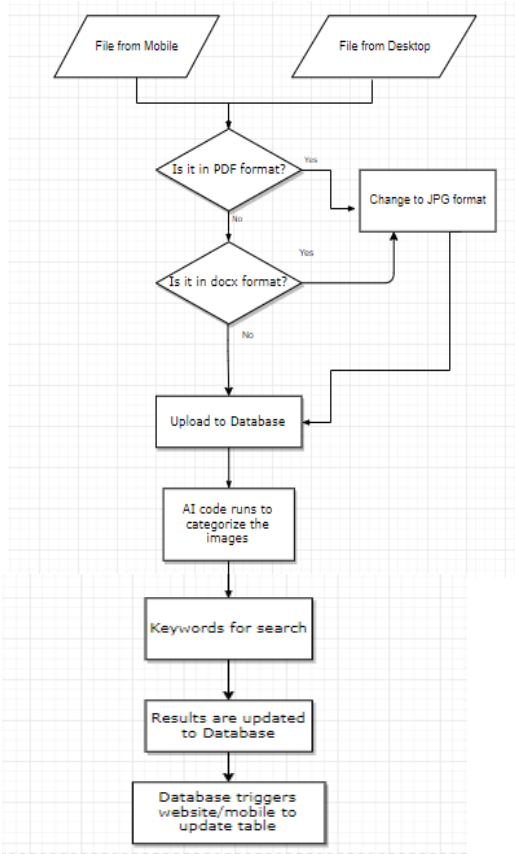 File from Mobile
File from Desktop
Is it in PDF format?
Yes
Change to JPG format
No
Is it in docx format?
Yes
No
Upload to Database
AI code runs to
categorize the
images
Keywords for search
Results are updated
to Database
Database triggers
website/mobile to
update table